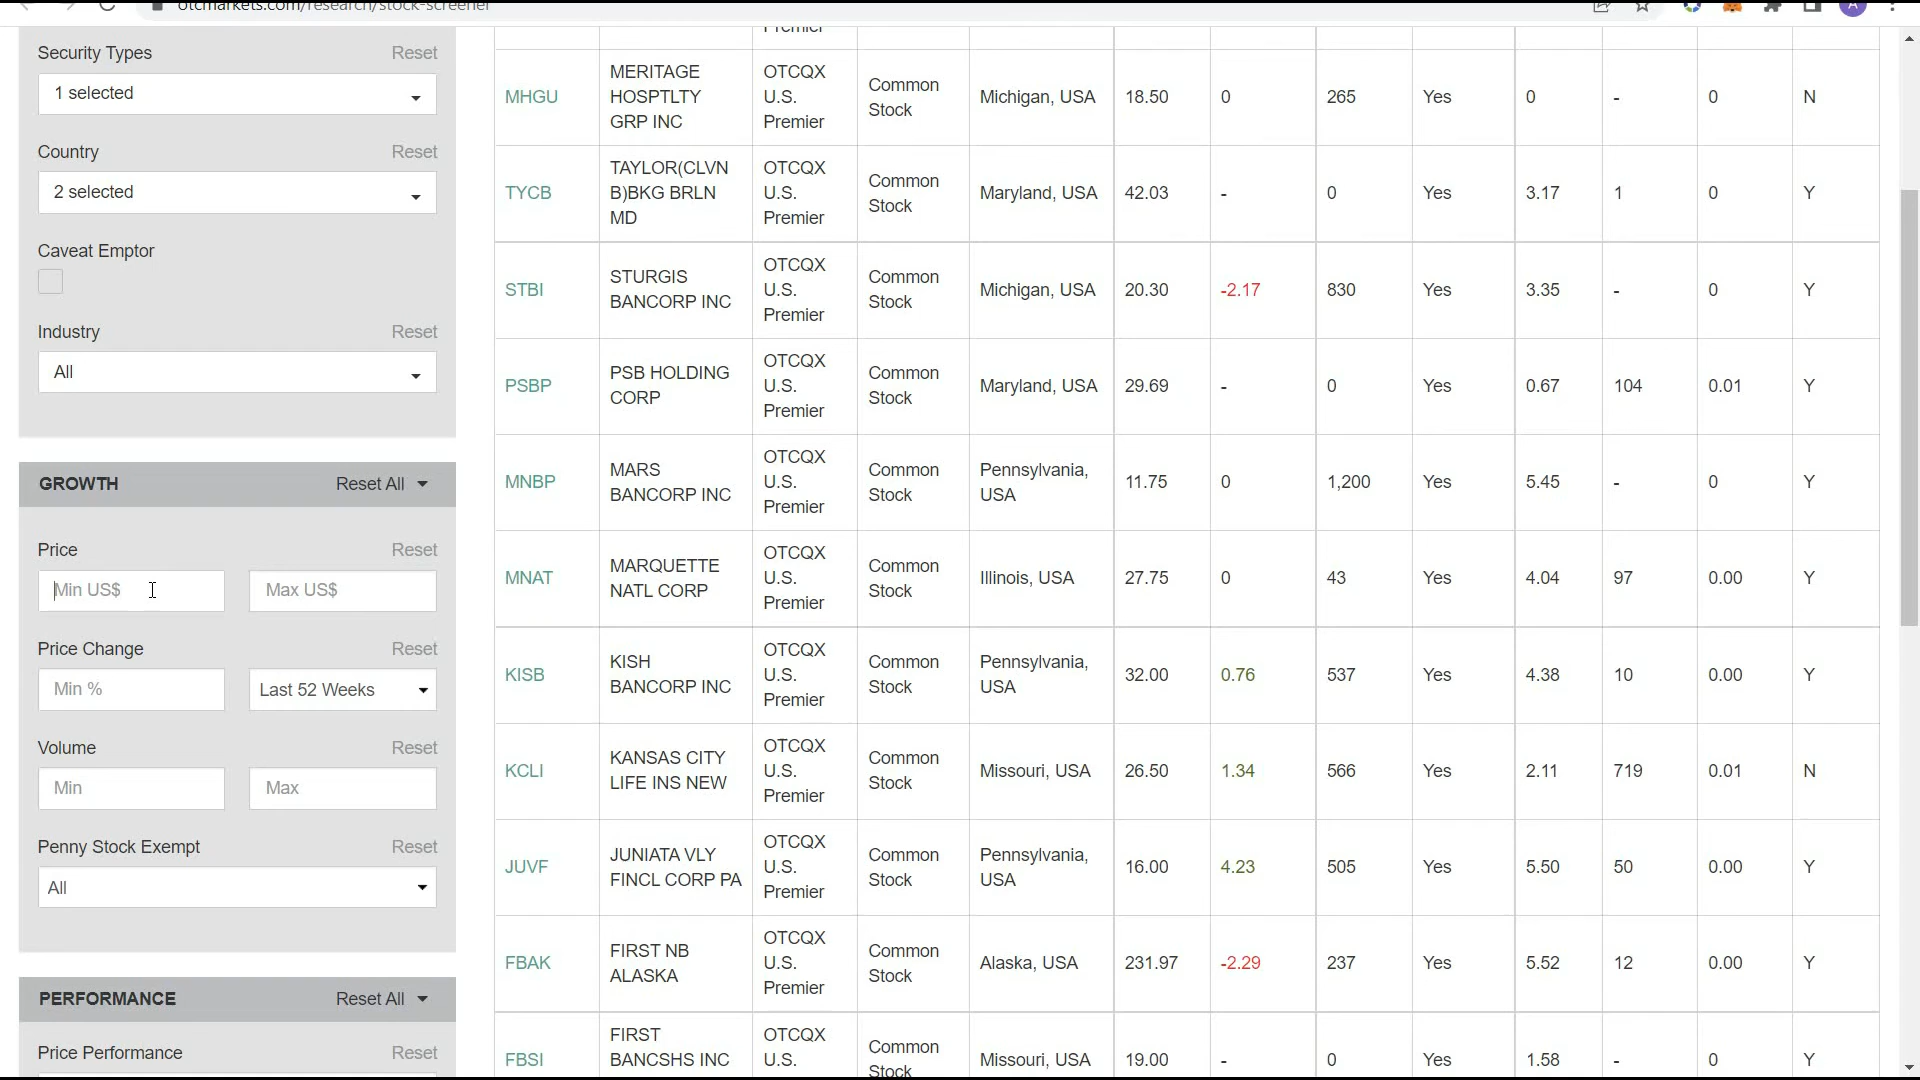 otcmarkets.com/research/stock-screener
A
Security Types Reset
1 selected
Country Reset
2 selected
Caveat Emptor
Industry Reset
All
GROWTH Reset All
Price Reset
Min US$ Max US$
Price Change Reset
Min % Last 52 Weeks
Volume Reset
Min Max
Penny Stock Exempt Reset
All
PERFORMANCE Reset All
Price Performance Reset
Premier
MHGU MERITAGE HOSPTLTY GRP INC OTCQX U.S. Premier Common Stock Michigan, USA 18.50 0 265 Yes 0 - 0 N
TYCB TAYLOR(CLVN B)BKG BRLN MD OTCQX U.S. Premier Common Stock Maryland, USA 42.03 - 0 Yes 3.17 1 0 Y
STBI STURGIS BANCORP INC OTCQX U.S. Premier Common Stock Michigan, USA 20.30 -2.17 830 Yes 3.35 - 0 Y
PSBP PSB HOLDING CORP OTCQX U.S. Premier Common Stock Maryland, USA 29.69 - 0 Yes 0.67 104 0.01 Y
MNBP MARS BANCORP INC OTCQX U.S. Premier Common Stock Pennsylvania, USA 11.75 0 1,200 Yes 5.45 - 0 Y
MNAT MARQUETTE NATL CORP OTCQX U.S. Premier Common Stock Illinois, USA 27.75 0 43 Yes 4.04 97 0.00 Y
KISB KISH BANCORP INC OTCQX U.S. Premier Common Stock Pennsylvania, USA 32.00 0.76 537 Yes 4.38 10 0.00 Y
KCLI KANSAS CITY LIFE INS NEW OTCQX U.S. Premier Common Stock Missouri, USA 26.50 1.34 566 Yes 2.11 719 0.01 N
JUVF JUNIATA VLY FINCL CORP PA OTCQX U.S. Premier Common Stock Pennsylvania, USA 16.00 4.23 505 Yes 5.50 50 0.00 Y
FBAK FIRST NB ALASKA OTCQX U.S. Premier Common Stock Alaska, USA 231.97 -2.29 237 Yes 5.52 12 0.00 Y
FBSI FIRST BANCSHS INC OTCQX U.S. Common Stock Missouri, USA 19.00 - 0 Yes 1.58 - 0 Y